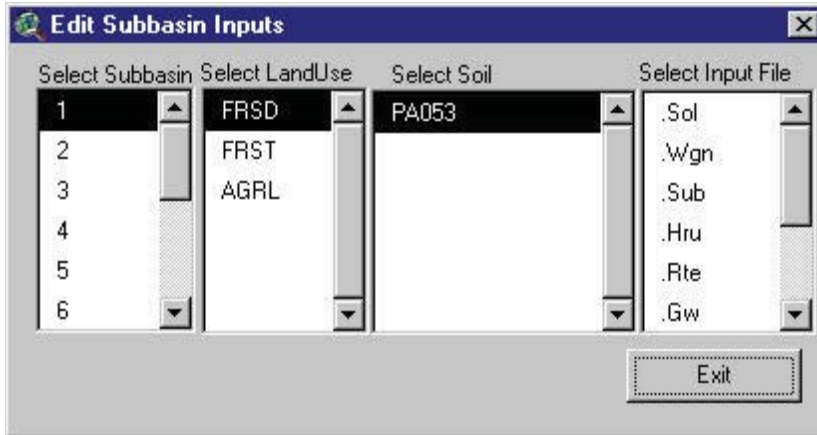 Edit Subbasin Inputs
Select Subbasin Select LandUse Select Soil Select Input File
1 FRSD PA053 .Sol
2 FRST .Wgn
3 AGRL .Sub
4 .Hru
5 .Rte
6 .Gw
Exit